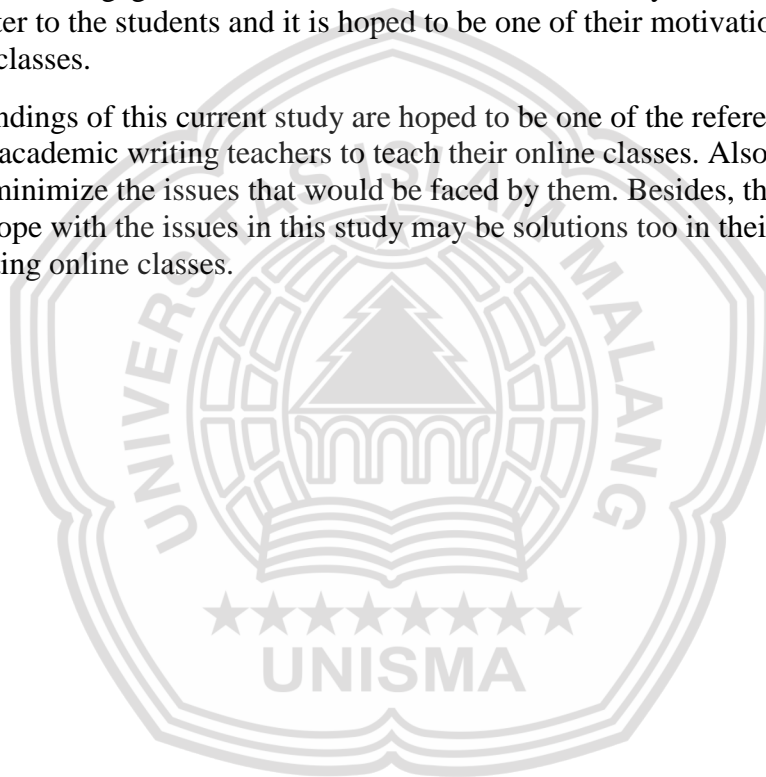 ter to the students and it is hoped to be one of their motivatio
classes.
ndings of this current study are hoped to be one of the refere
academic writing teachers to teach their online classes. Also
minimize the issues that would be faced by them. Besides, th
ope with the issues in this study may be solutions too in thei
ing online classes.
UNIVERSITAS ISLAM MALANG
UNISMA